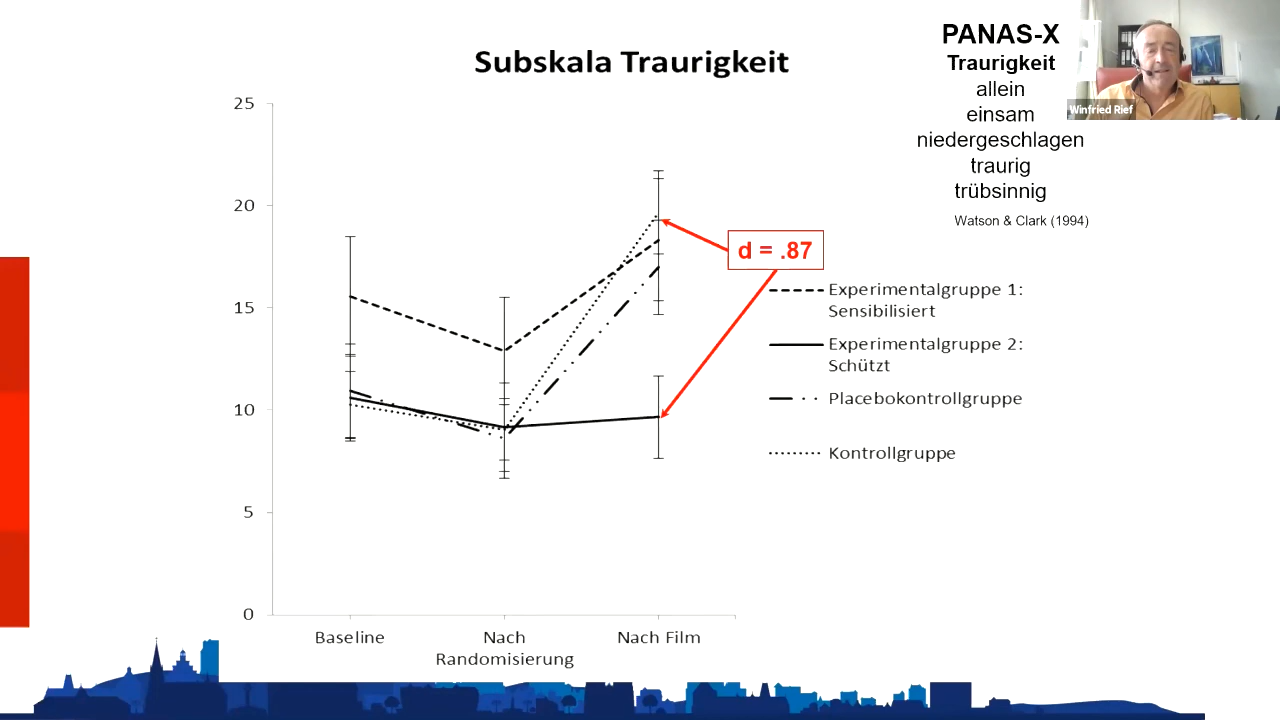 Subskala Traurigkeit
PANAS-X
Traurigkeit
allein
einsam
niedergeschlagen
traurig
trübsinnig
Watson & Clark (1994)
Winfried Rief
25
20
15
10
5
0
d = .87
Experimentalgruppe 1:
Sensibilisiert
Experimentalgruppe 2:
Schützt
Placebokontrollgruppe
Kontrollgruppe
Baseline
Nach
Randomisierung
Nach Film